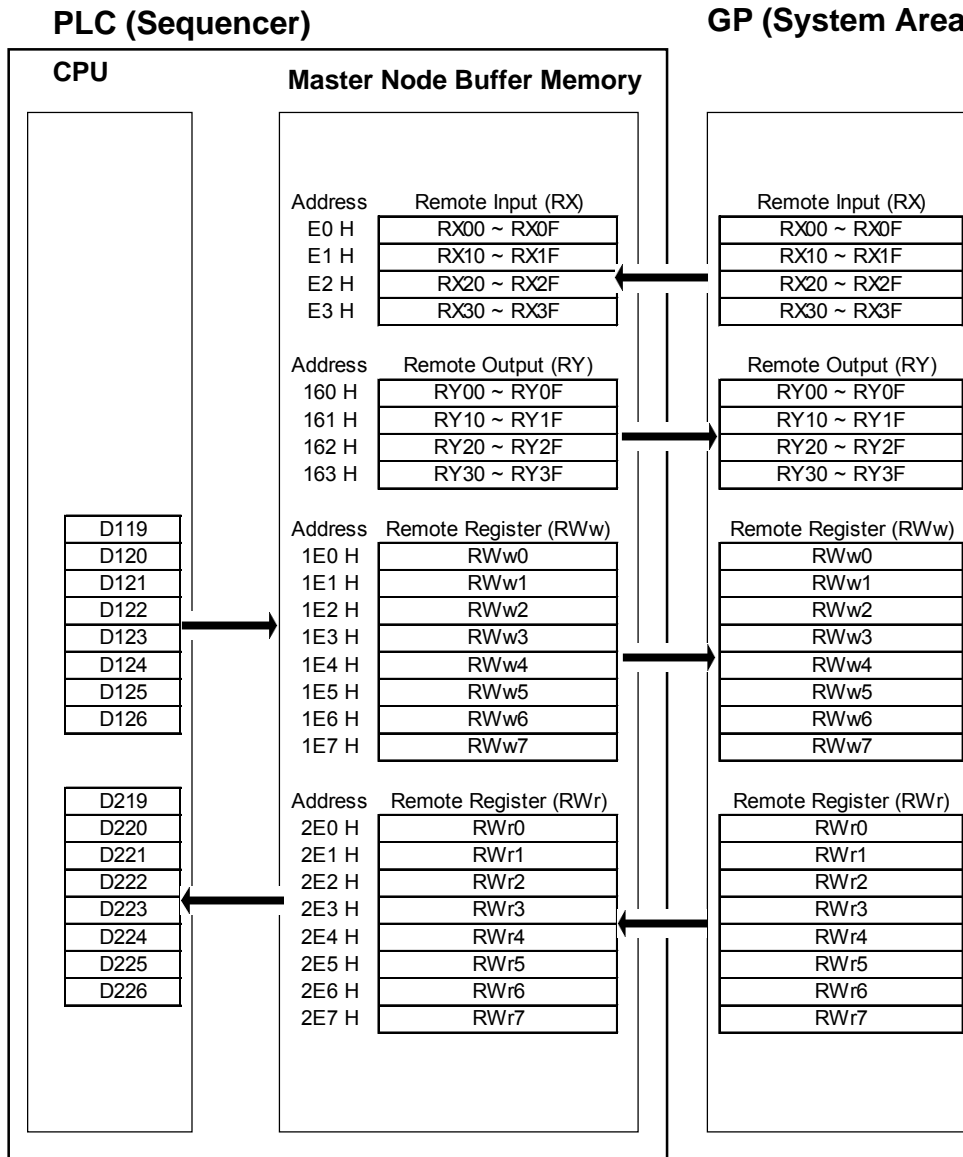 PLC (Sequencer) GP (System Area
CPU Master Node Buffer Memory
Address Remote Input (RX) Remote Input (RX)
E0 H RX00 ~ RX0F RX00 ~ RX0F
E1 H RX10 ~ RX1F RX10 ~ RX1F
E2 H RX20 ~ RX2F RX20 ~ RX2F
E3 H RX30 ~ RX3F RX30 ~ RX3F
Address Remote Output (RY) Remote Output (RY)
160 H RY00 ~ RY0F RY00 ~ RY0F
161 H RY10 ~ RY1F RY10 ~ RY1F
162 H RY20 ~ RY2F RY20 ~ RY2F
163 H RY30 ~ RY3F RY30 ~ RY3F
D119 Address Remote Register (RWw) Remote Register (RWw)
D120 1E0 H RWw0 RWw0
D121 1E1 H RWw1 RWw1
D122 1E2 H RWw2 RWw2
D123 1E3 H RWw3 RWw3
D124 1E4 H RWw4 RWw4
D125 1E5 H RWw5 RWw5
D126 1E6 H RWw6 RWw6
1E7 H RWw7 RWw7
D219 Address Remote Register (RWr) Remote Register (RWr)
D220 2E0 H RWr0 RWr0
D221 2E1 H RWr1 RWr1
D222 2E2 H RWr2 RWr2
D223 2E3 H RWr3 RWr3
D224 2E4 H RWr4 RWr4
D225 2E5 H RWr5 RWr5
D226 2E6 H RWr6 RWr6
2E7 H RWr7 RWr7